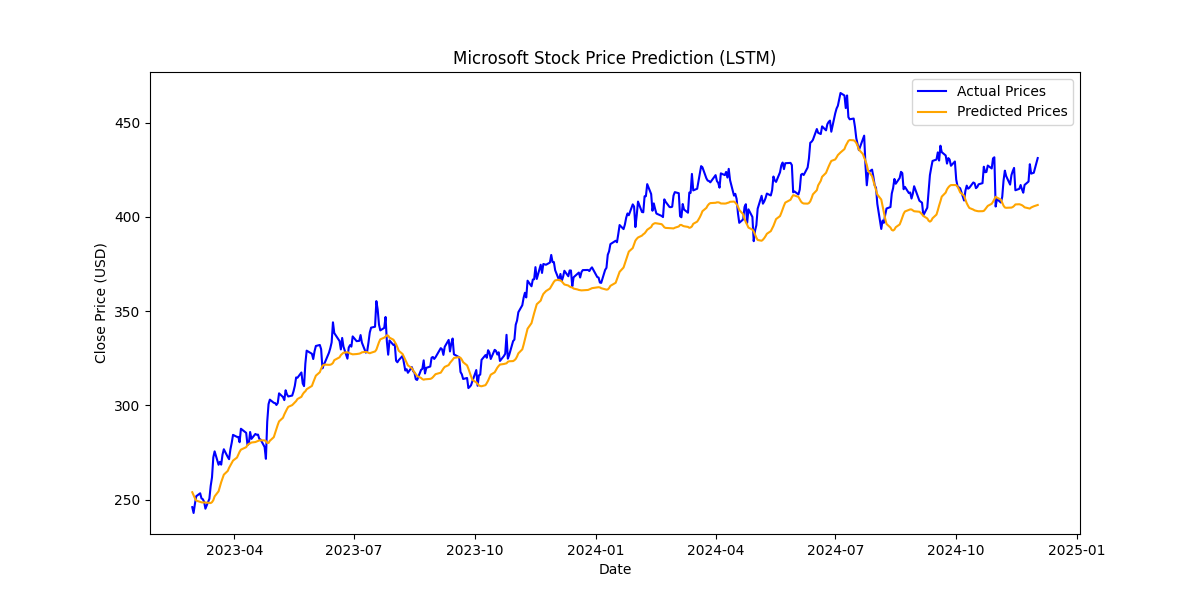 Microsoft Stock Price Prediction (LSTM)
Actual Prices
Predicted Prices
Close Price (USD)
450
400
350
300
250
2023-04
2023-07
2023-10
2024-01
2024-04
2024-07
2024-10
2025-01
Date